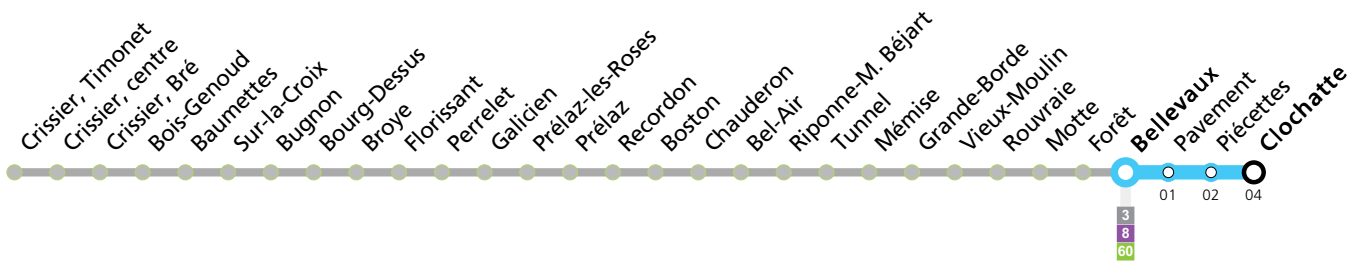 Crissier, Timonet
Crissier, centre
Crissier, Bré
Bois-Genoud
Baumettes
Sur-la-Croix
Bugnon
Bourg-Dessus
Broye
Florissant
Perrelet
Galicien
Prélaz-les-Roses
Prélaz
Recordon
Boston
Chauderon
Bel-Air
Riponne-M. Béjart
Tunnel
Mémise
Grande-Borde
Vieux-Moulin
Rouvraie
Motte
Forêt
Bellevaux
Pavement
Piécettes
Clochatte
01
02
04
3
8
60